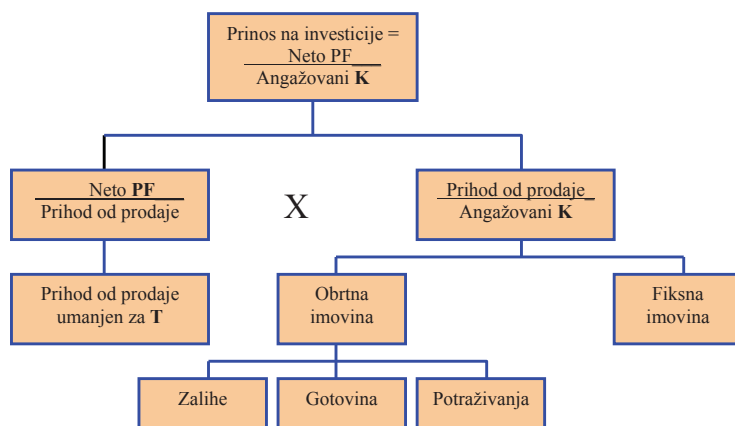 Prinos na investicije =
Neto PF
Angažovani K
Neto PF
Prihod od prodaje
X
Prihod od prodaje
Angažovani K
Prihod od prodaje
umanjen za T
Obrtna
imovina
Fiksna
imovina
Zalihe
Gotovina
Potraživanja